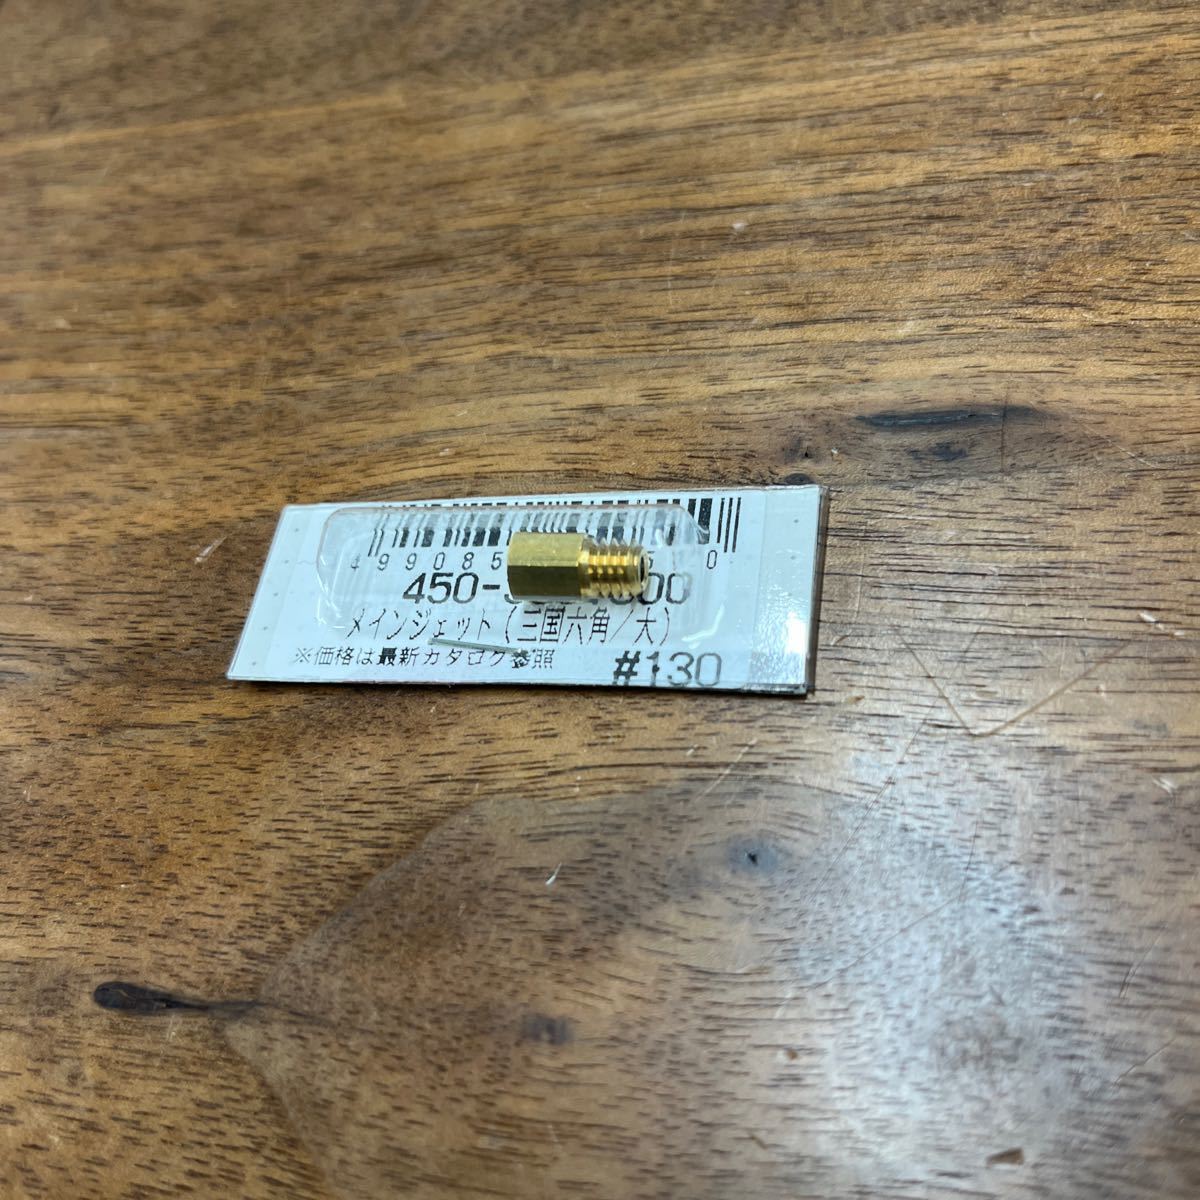 499085
450-
メインジェット(三国六角/大)
※価格は最新カタログ参照 #130